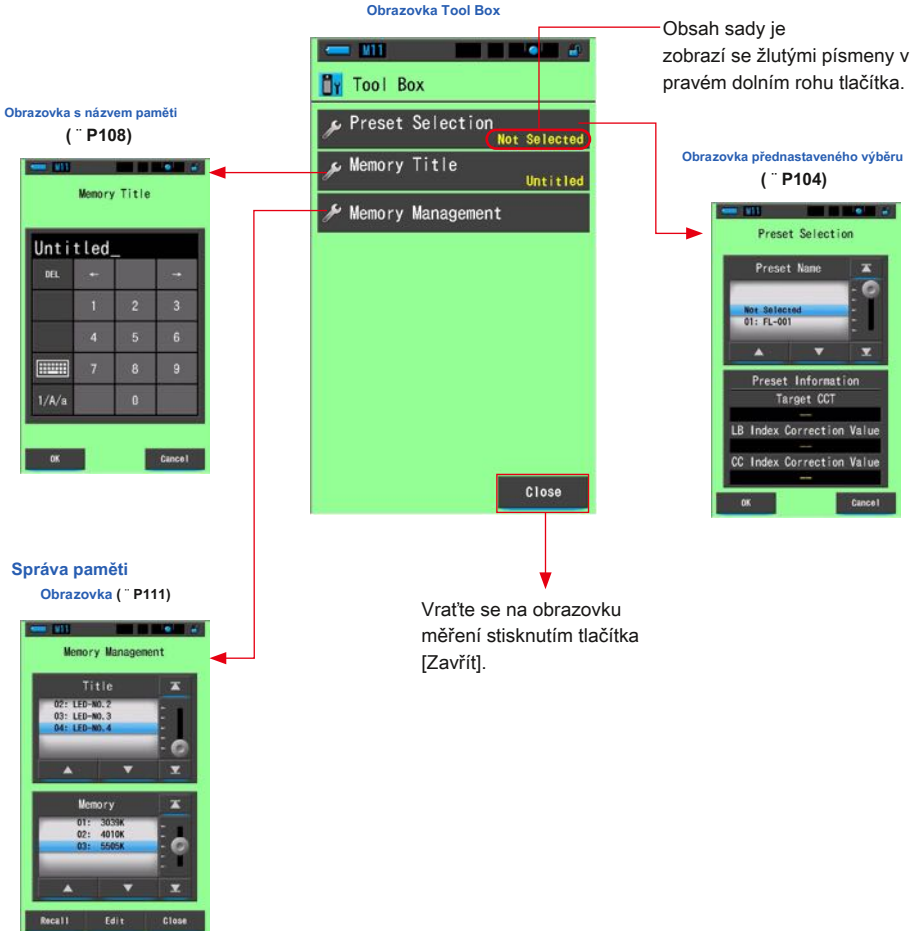 Obrazovka Tool Box
M11
Tool Box
Preset Selection
Not Selected
Memory Title
Untitled
Memory Management
Close
Obsah sady je
zobrazí se žlutými písmeny v
pravém dolním rohu tlačítka.
Obrazovka s názvem paměti
( ¨ P108)
M11
Memory Title
Untitled_
DEL ← →
1 2 3
4 5 6
7 8 9
1/A/a 0
OK Cancel
Obrazovka přednastaveného výběru
( ¨ P104)
M11
Preset Selection
Preset Name
Not Selected
01: FL-001
Preset Information
Target CCT
—
LB Index Correction Value
—
CC Index Correction Value
—
OK Cancel
Vraťte se na obrazovku
měření stisknutím tlačítka
[Zavřít].
Správa paměti
Obrazovka ( ¨ P111)
M11
Memory Management
Title
02: LED-NO.2
03: LED-NO.3
04: LED-NO.4
Memory
01: 3039K
02: 4010K
03: 5505K
Recall Edit Close